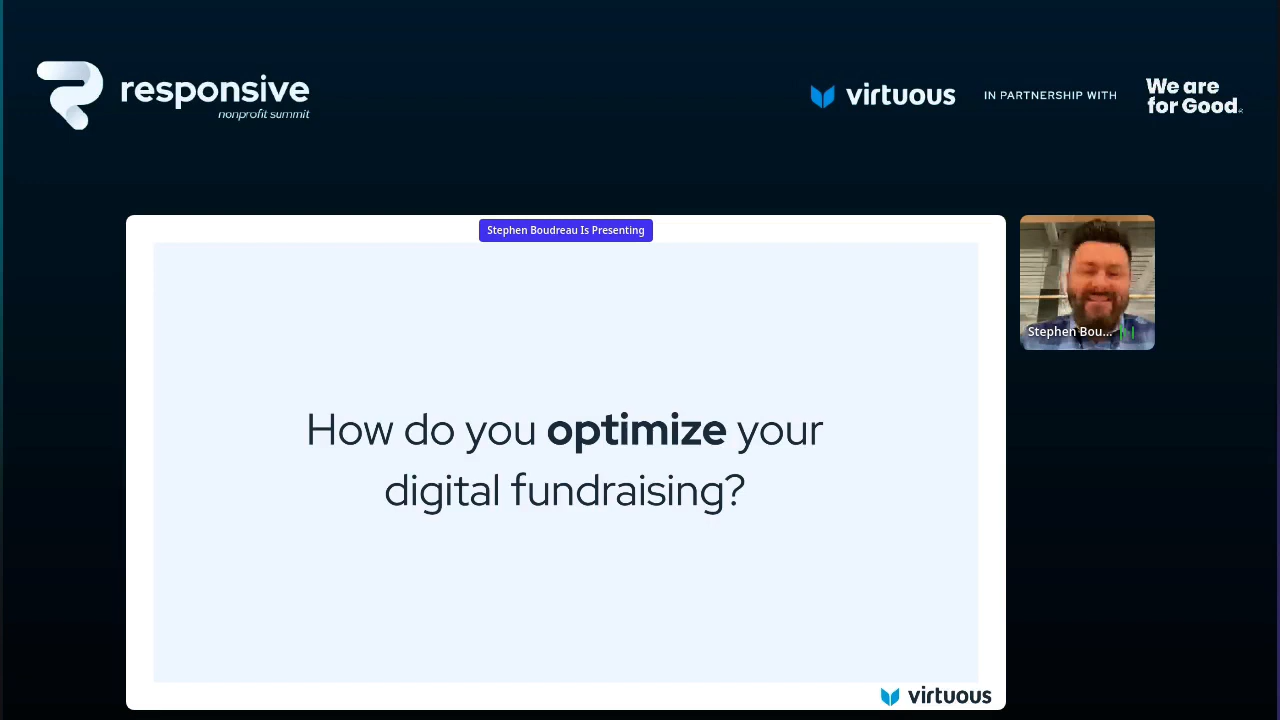 responsive
nonprofit summit
virtuous
IN PARTNERSHIP WITH
We are
for Good.
Stephen Boudreau Is Presenting
Stephen Bou...
How do you optimize your
digital fundraising?
virtuous